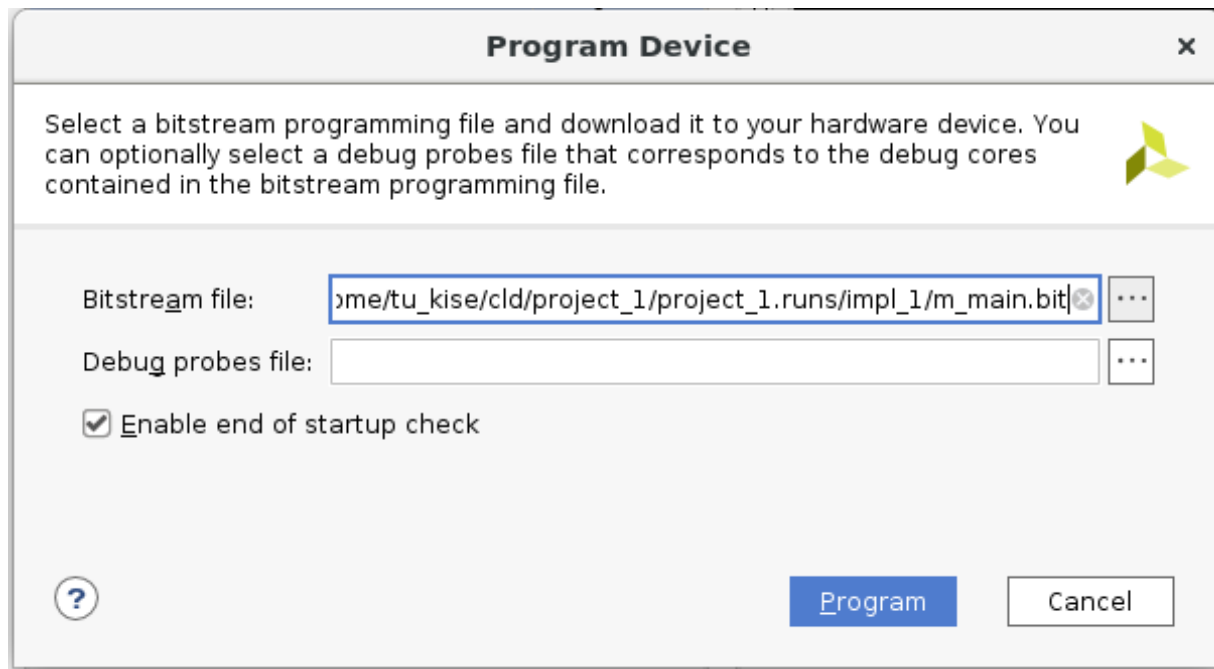 Program Device
Select a bitstream programming file and download it to your hardware device. You
can optionally select a debug probes file that corresponds to the debug cores
contained in the bitstream programming file.
Bitstream file: ome/tu_kise/cld/project_1/project_1.runs/impl_1/m_main.bit ...
Debug probes file: ...
Enable end of startup check
? Program Cancel